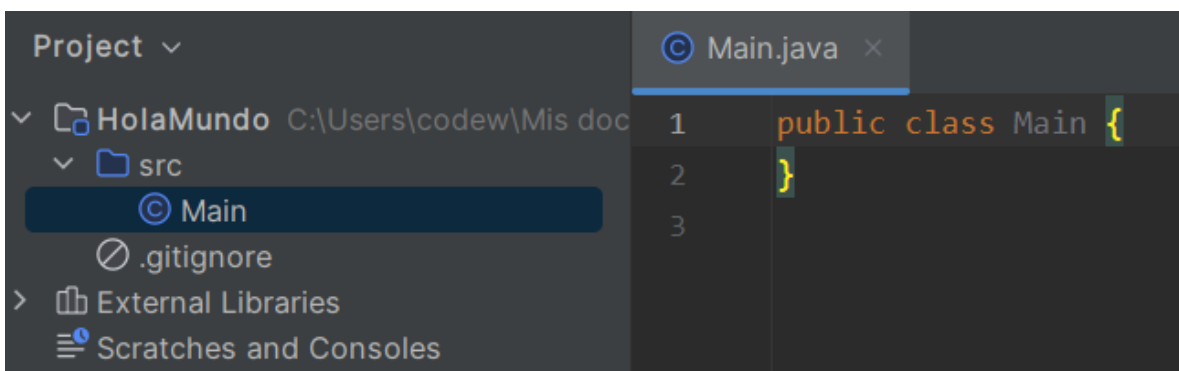 Project
HolaMundo C:\Users\codew\Mis doc
src
Main
.gitignore
External Libraries
Scratches and Consoles
Main.java
1 public class Main {
2 }
3